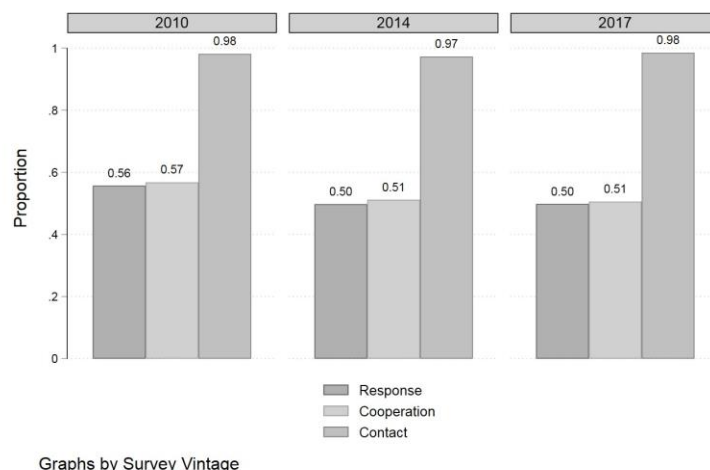 2010 2014 2017
Proportion
1
.8
.6
.4
.2
0
0.56 0.57 0.98
0.50 0.51 0.97
0.50 0.51 0.98
Response
Cooperation
Contact
Graphs by Survey Vintage